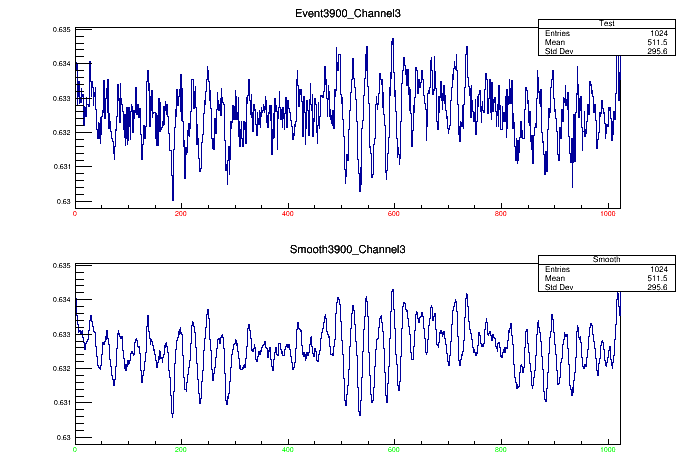 Event3900_Channel3
Test
Entries 1024
Mean 511.5
Std Dev 295.6
0.635
0.634
0.633
0.632
0.631
0.63
0 200 400 600 800 1000
Smooth3900_Channel3
Smooth
Entries 1024
Mean 511.5
Std Dev 295.6
0.635
0.634
0.633
0.632
0.631
0.63
0 200 400 600 800 1000